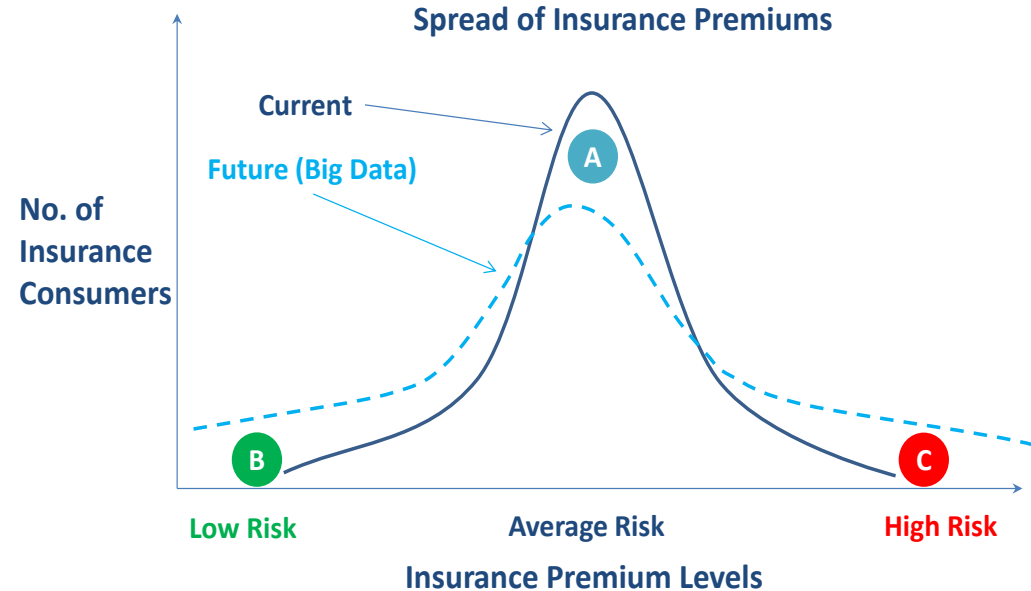 Spread of Insurance Premiums
Current
A
Future (Big Data)
No. of
Insurance
Consumers
B
C
Low Risk
Average Risk
High Risk
Insurance Premium Levels